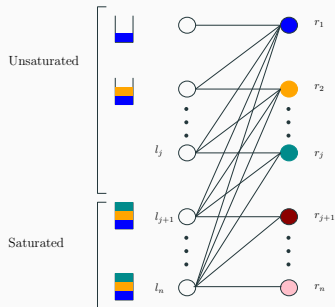 r₁
Unsaturated
r₂
lⱼ
rⱼ
lⱼ₊₁
rⱼ₊₁
Saturated
lₙ
rₙ